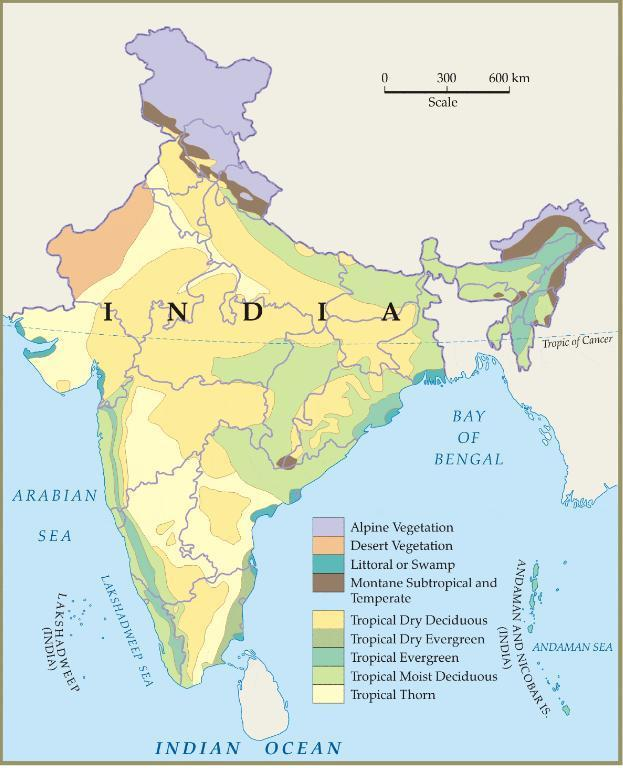 0 300 600 km
Scale
I N D I A
Tropic of Cancer
BAY
OF
BENGAL
ARABIAN
SEA
Alpine Vegetation
Desert Vegetation
Littoral or Swamp
Montane Subtropical and
Temperate
Tropical Dry Deciduous
Tropical Dry Evergreen
Tropical Evergreen
Tropical Moist Deciduous
Tropical Thorn
LAKSHADWEEP
(INDIA)
LAKSHADWEEP SEA
ANDAMAN AND NICOBAR IS.
(INDIA)
ANDAMAN SEA
INDIAN OCEAN